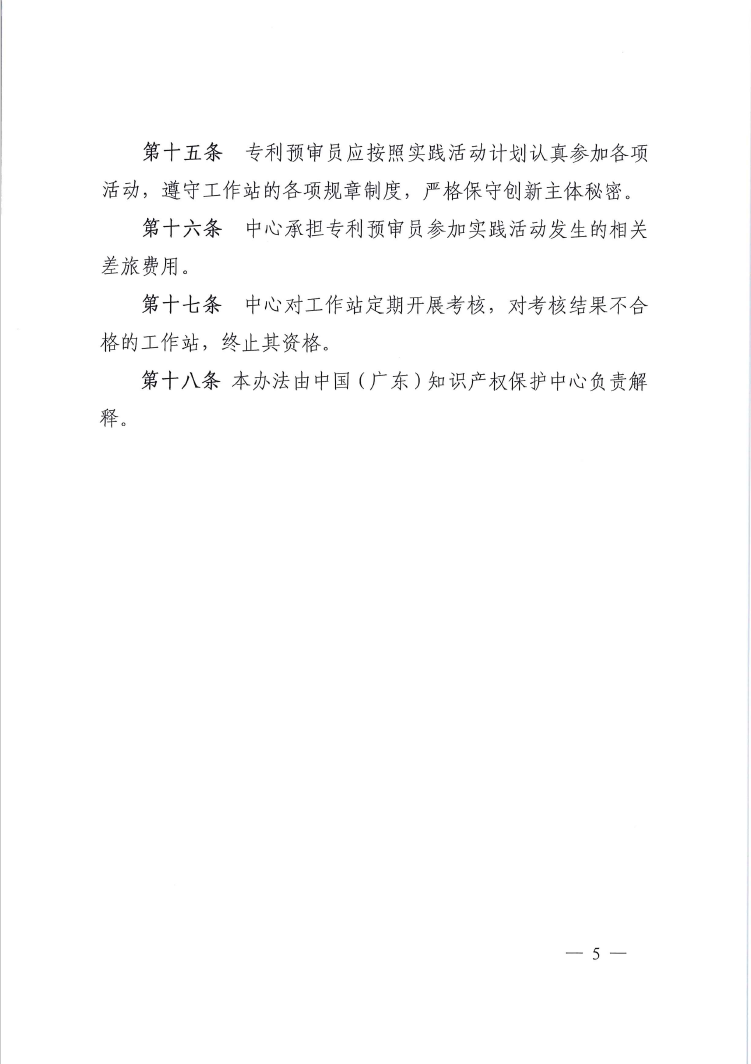 第十五条 专利预审员应按照实践活动计划认真参加各项
活动，遵守工作站的各项规章制度，严格保守创新主体秘密。
第十六条 中心承担专利预审员参加实践活动发生的相关
差旅费用。
第十七条 中心对工作站定期开展考核，对考核结果不合
格的工作站，终止其资格。
第十八条 本办法由中国（广东）知识产权保护中心负责解
释。
— 5 —